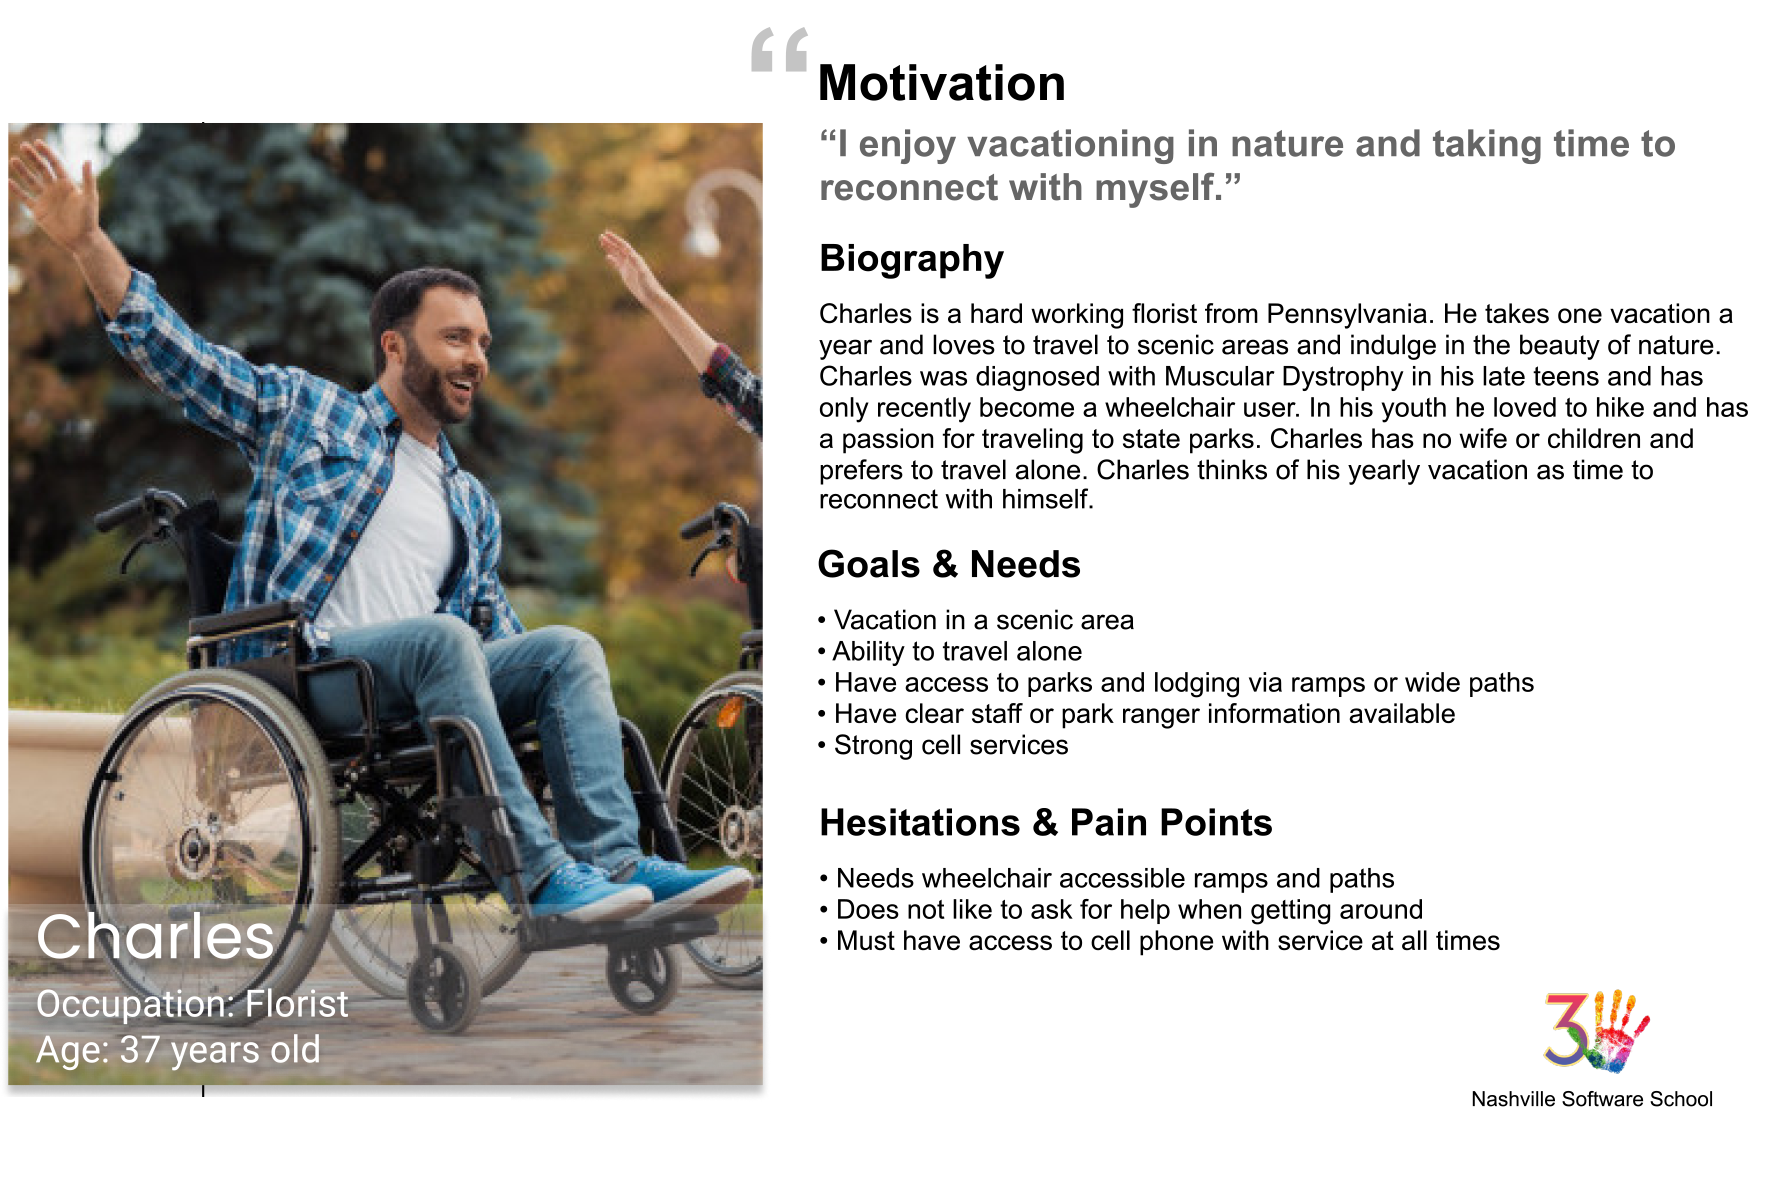 “
Motivation
“I enjoy vacationing in nature and taking time to
reconnect with myself.”
Biography
Charles is a hard working florist from Pennsylvania. He takes one vacation a
year and loves to travel to scenic areas and indulge in the beauty of nature.
Charles was diagnosed with Muscular Dystrophy in his late teens and has
only recently become a wheelchair user. In his youth he loved to hike and has
a passion for traveling to state parks. Charles has no wife or children and
prefers to travel alone. Charles thinks of his yearly vacation as time to
reconnect with himself.
Goals & Needs
• Vacation in a scenic area
• Ability to travel alone
• Have access to parks and lodging via ramps or wide paths
• Have clear staff or park ranger information available
• Strong cell services
Hesitations & Pain Points
• Needs wheelchair accessible ramps and paths
• Does not like to ask for help when getting around
• Must have access to cell phone with service at all times
Charles
Occupation: Florist
Age: 37 years old
3
Nashville Software School